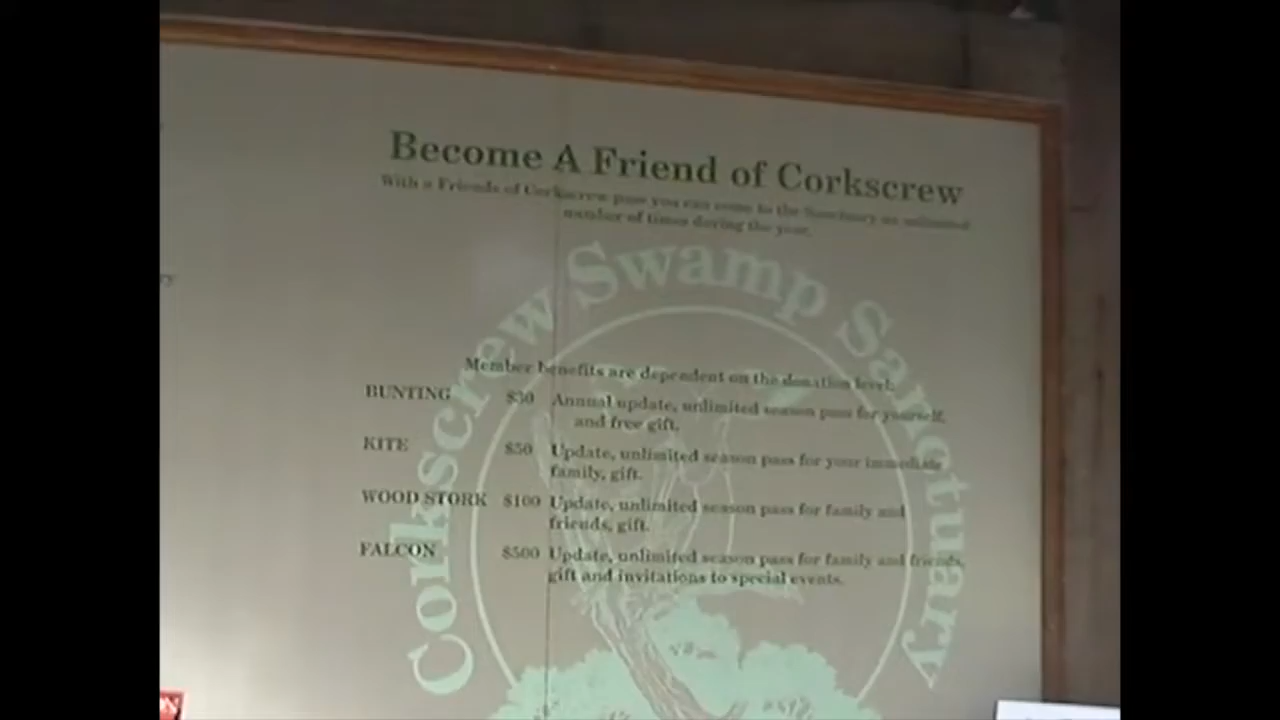 Become A Friend of Corkscrew
With a Friends of Corkscrew pass you can come to the Sanctuary an unlimited
number of times during the year.
Corkscrew Swamp Sanctuary
Member benefits are dependent on the donation level:
BUNTING $30 Annual update, unlimited season pass for yourself,
and free gift.
KITE $50 Update, unlimited season pass for your immediate
family, gift.
WOOD STORK $100 Update, unlimited season pass for family and
friends, gift.
FALCON $500 Update, unlimited season pass for family and friends,
gift and invitations to special events.